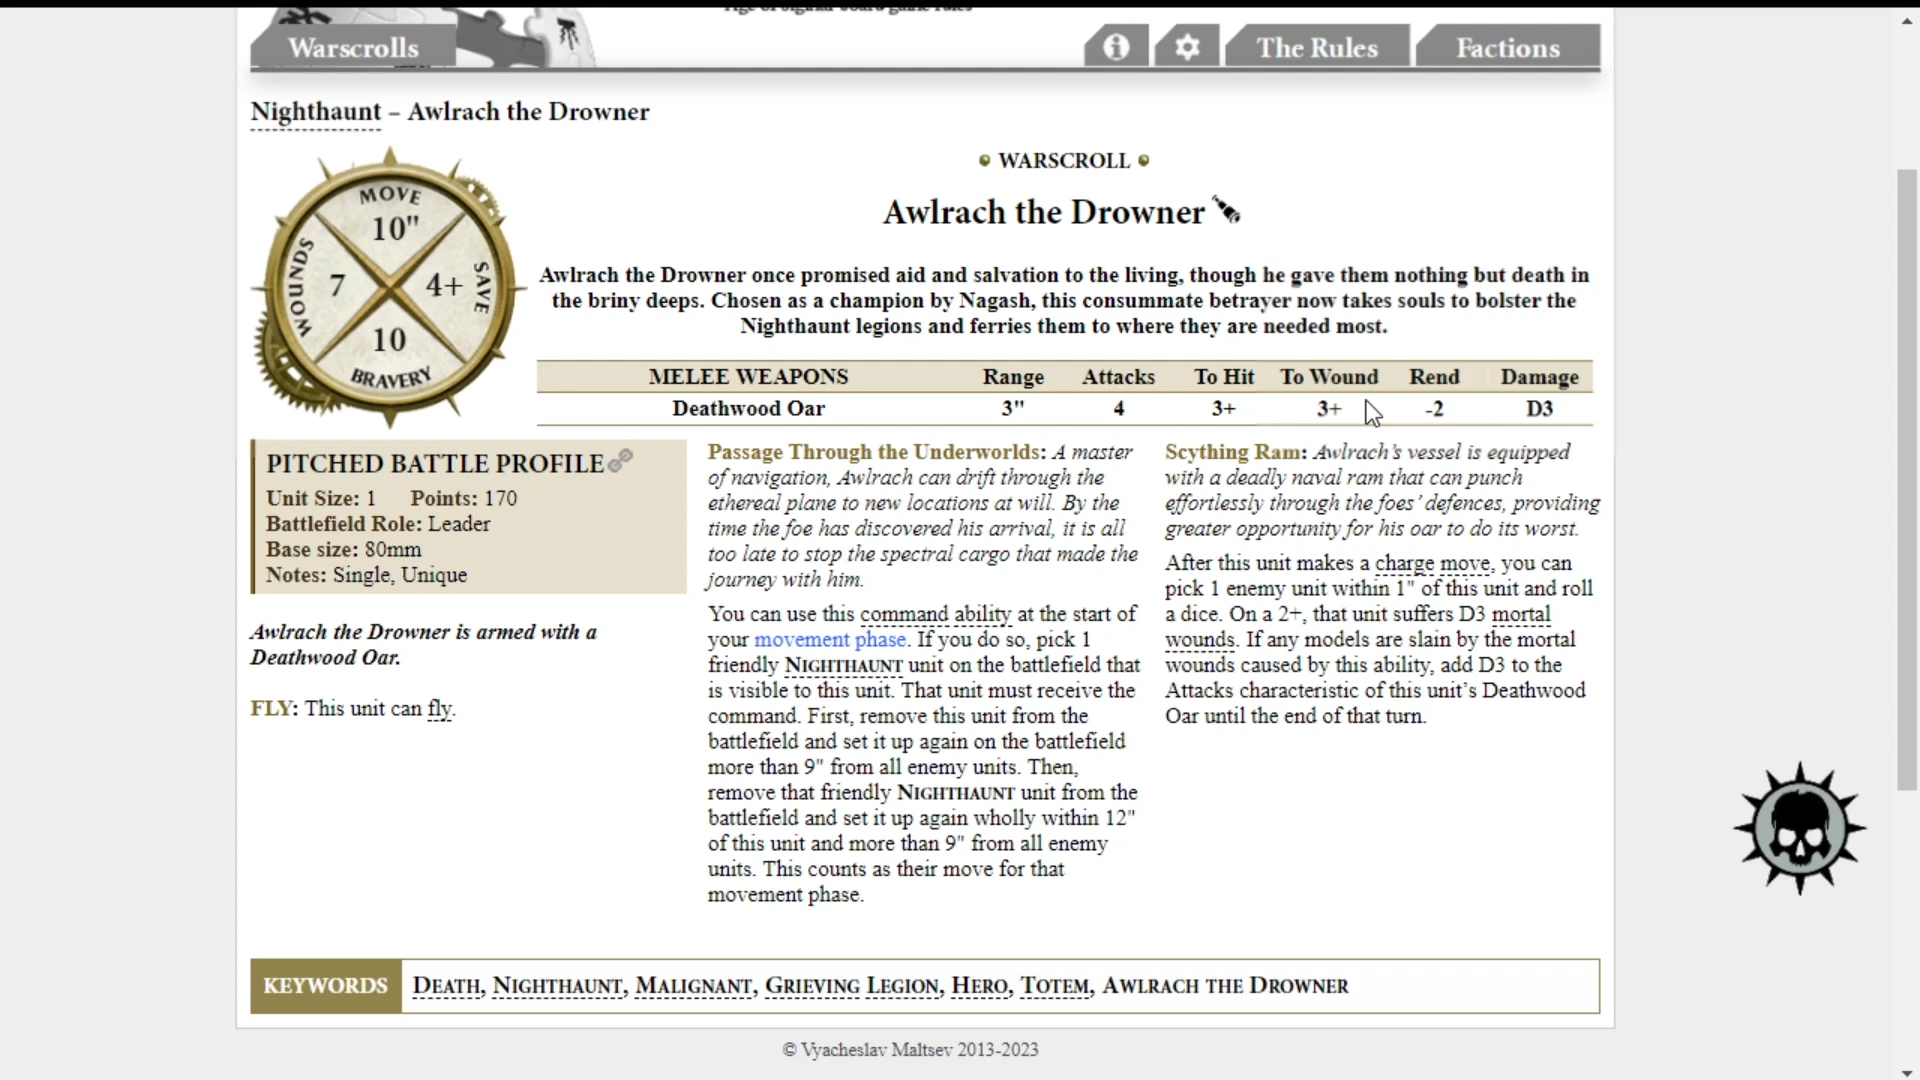 Warscrolls
The Rules
Factions
Nighthaunt – Awlrach the Drowner
MOVE
10"
WOUNDS
7
4+
SAVE
10
BRAVERY
WARSCROLL
Awlrach the Drowner
Awlrach the Drowner once promised aid and salvation to the living, though he gave them nothing but death in
the briny deeps. Chosen as a champion by Nagash, this consummate betrayer now takes souls to bolster the
Nighthaunt legions and ferries them to where they are needed most.
MELEE WEAPONS Range Attacks To Hit To Wound Rend Damage
Deathwood Oar 3" 4 3+ 3+ -2 D3
PITCHED BATTLE PROFILE
Unit Size: 1 Points: 170
Battlefield Role: Leader
Base size: 80mm
Notes: Single, Unique
Awlrach the Drowner is armed with a
Deathwood Oar.
FLY: This unit can fly.
Passage Through the Underworlds: A master
of navigation, Awlrach can drift through the
ethereal plane to new locations at will. By the
time the foe has discovered his arrival, it is all
too late to stop the spectral cargo that made the
journey with him.
You can use this command ability at the start of
your movement phase. If you do so, pick 1
friendly NIGHTHAUNT unit on the battlefield that
is visible to this unit. That unit must receive the
command. First, remove this unit from the
battlefield and set it up again on the battlefield
more than 9" from all enemy units. Then,
remove that friendly NIGHTHAUNT unit from the
battlefield and set it up again wholly within 12"
of this unit and more than 9" from all enemy
units. This counts as their move for that
movement phase.
Scything Ram: Awlrach's vessel is equipped
with a deadly naval ram that can punch
effortlessly through the foes' defences, providing
greater opportunity for his oar to do its worst.
After this unit makes a charge move, you can
pick 1 enemy unit within 1" of this unit and roll
a dice. On a 2+, that unit suffers D3 mortal
wounds. If any models are slain by the mortal
wounds caused by this ability, add D3 to the
Attacks characteristic of this unit's Deathwood
Oar until the end of that turn.
KEYWORDS DEATH, NIGHTHAUNT, MALIGNANT, GRIEVING LEGION, HERO, TOTEM, AWLRACH THE DROWNER
© Vyacheslav Maltsev 2013-2023